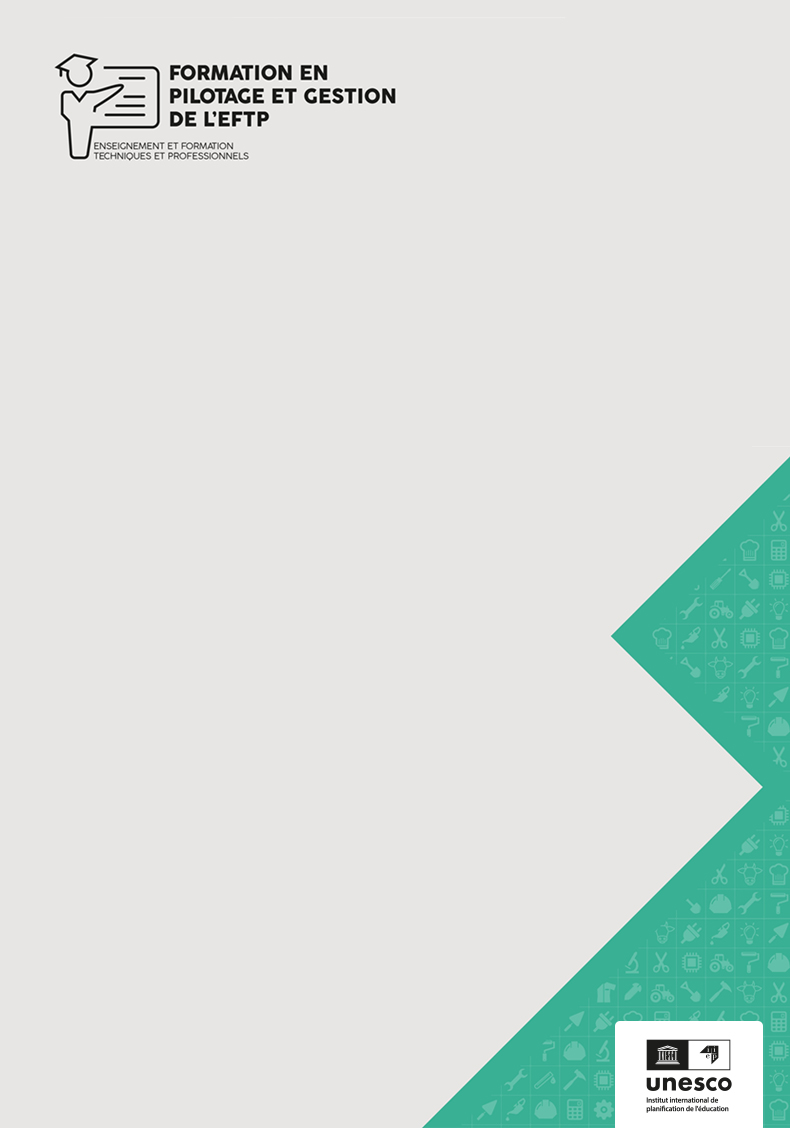 FORMATION EN
PILOTAGE ET GESTION
DE L'EFTP
ENSEIGNEMENT ET FORMATION
TECHNIQUES ET PROFESSIONNELS
unesco
Institut international de
planification de l'éducation